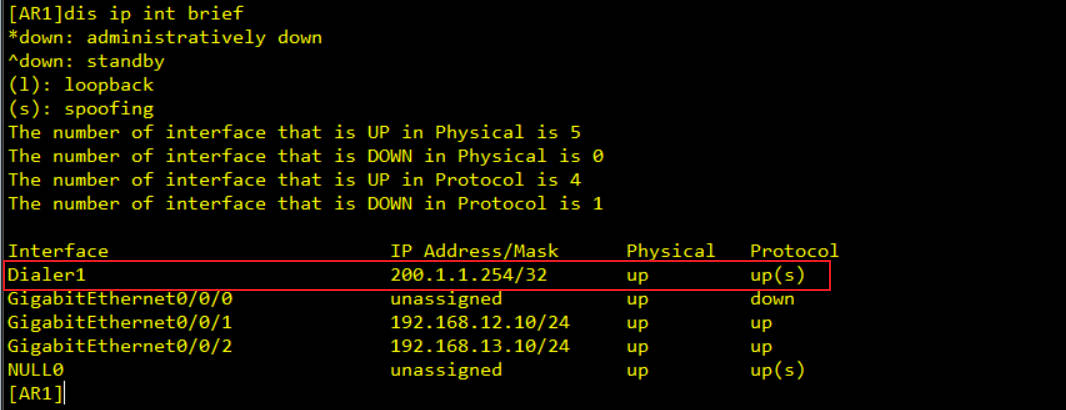 [AR1]dis ip int brief
*down: administratively down
^down: standby
(l): loopback
(s): spoofing
The number of interface that is UP in Physical is 5
The number of interface that is DOWN in Physical is 0
The number of interface that is UP in Protocol is 4
The number of interface that is DOWN in Protocol is 1
Interface IP Address/Mask Physical Protocol
Dialer1 200.1.1.254/32 up up(s)
GigabitEthernet0/0/0 unassigned up down
GigabitEthernet0/0/1 192.168.12.10/24 up up
GigabitEthernet0/0/2 192.168.13.10/24 up up
NULL0 unassigned up up(s)
[AR1]